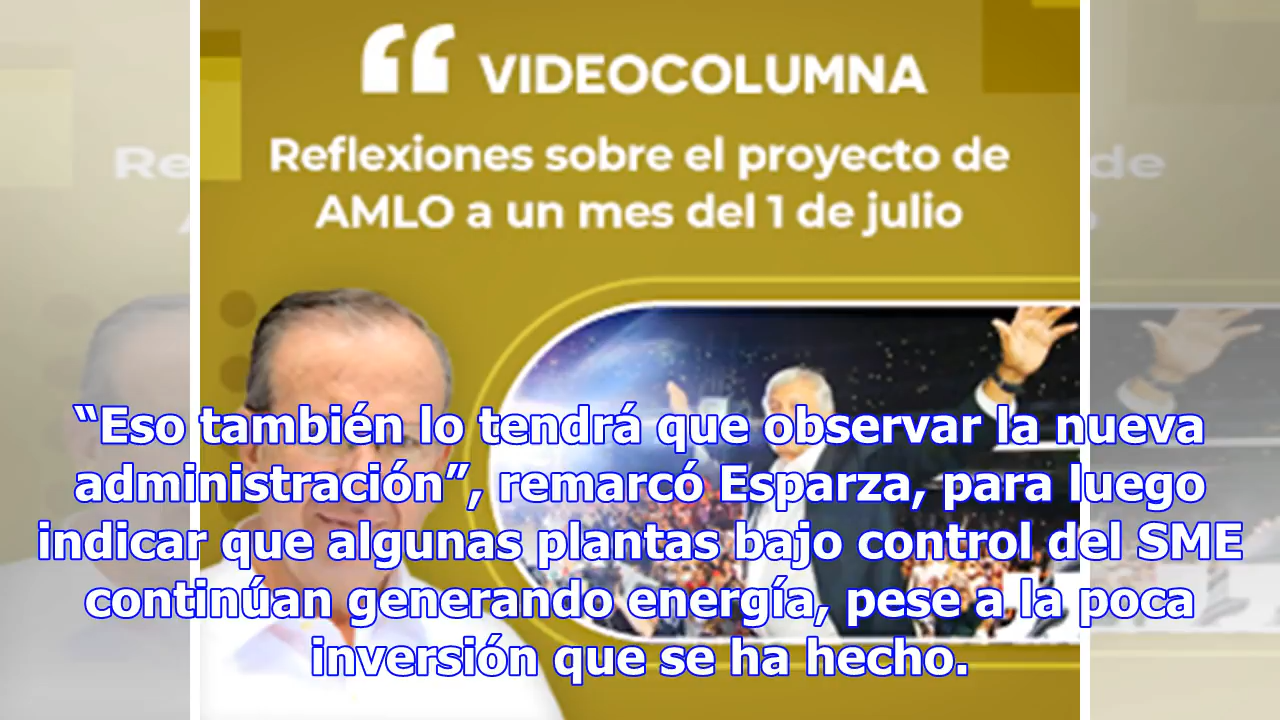 “ VIDEOCOLUMNA
Reflexiones sobre el proyecto de
AMLO a un mes del 1 de julio
Re
de
“Eso también lo tendrá que observar la nueva
administración”, remarcó Esparza, para luego
indicar que algunas plantas bajo control del SME
continúan generando energía, pese a la poca
inversión que se ha hecho.